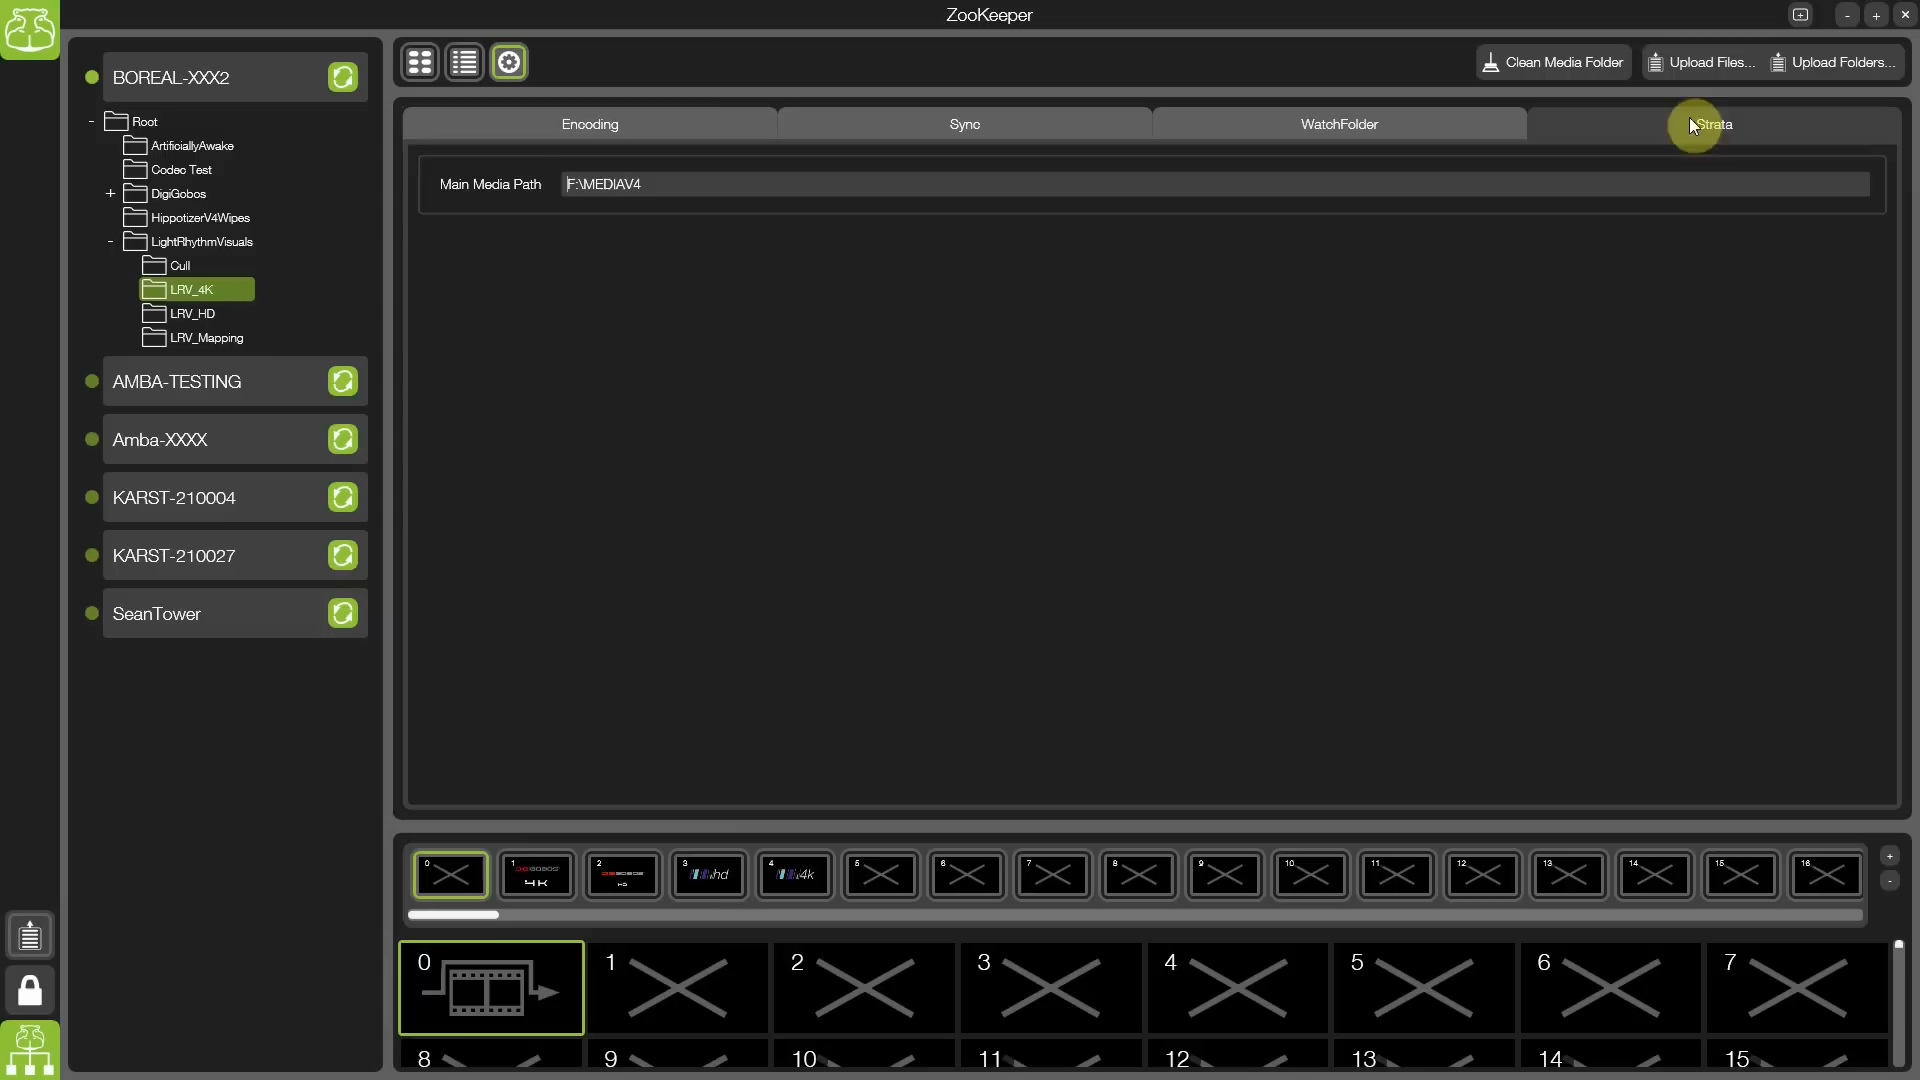 ZooKeeper
BOREAL-XXX2
Root
ArtificiallyAwake
Codec Test
DigiGobos
HippotizerV4Wipes
LightRhythmVisuals
Cull
LRV_4K
LRV_HD
LRV_Mapping
AMBA-TESTING
Amba-XXXX
KARST-210004
KARST-210027
SeanTower
Clean Media Folder
Upload Files...
Upload Folders...
Encoding
Sync
WatchFolder
Strata
Main Media Path F:\MEDIAV4
0 1 2 3 4 5 6 7 8 9 10 11 12 13 14 15 16
4K
HD
hd
4k
0 1 2 3 4 5 6 7
8 9 10 11 12 13 14 15